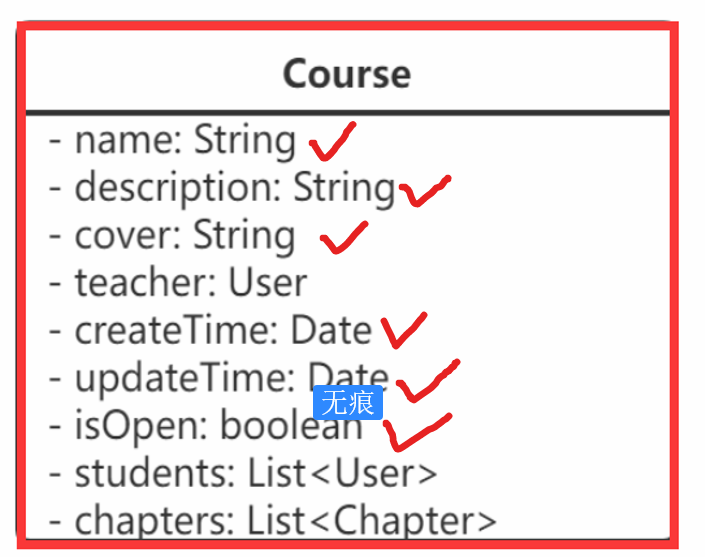 Course
- name: String
- description: String
- cover: String
- teacher: User
- createTime: Date
- updateTime: Date
无痕
- isOpen: boolean
- students: List<User>
- chapters: List<Chapter>